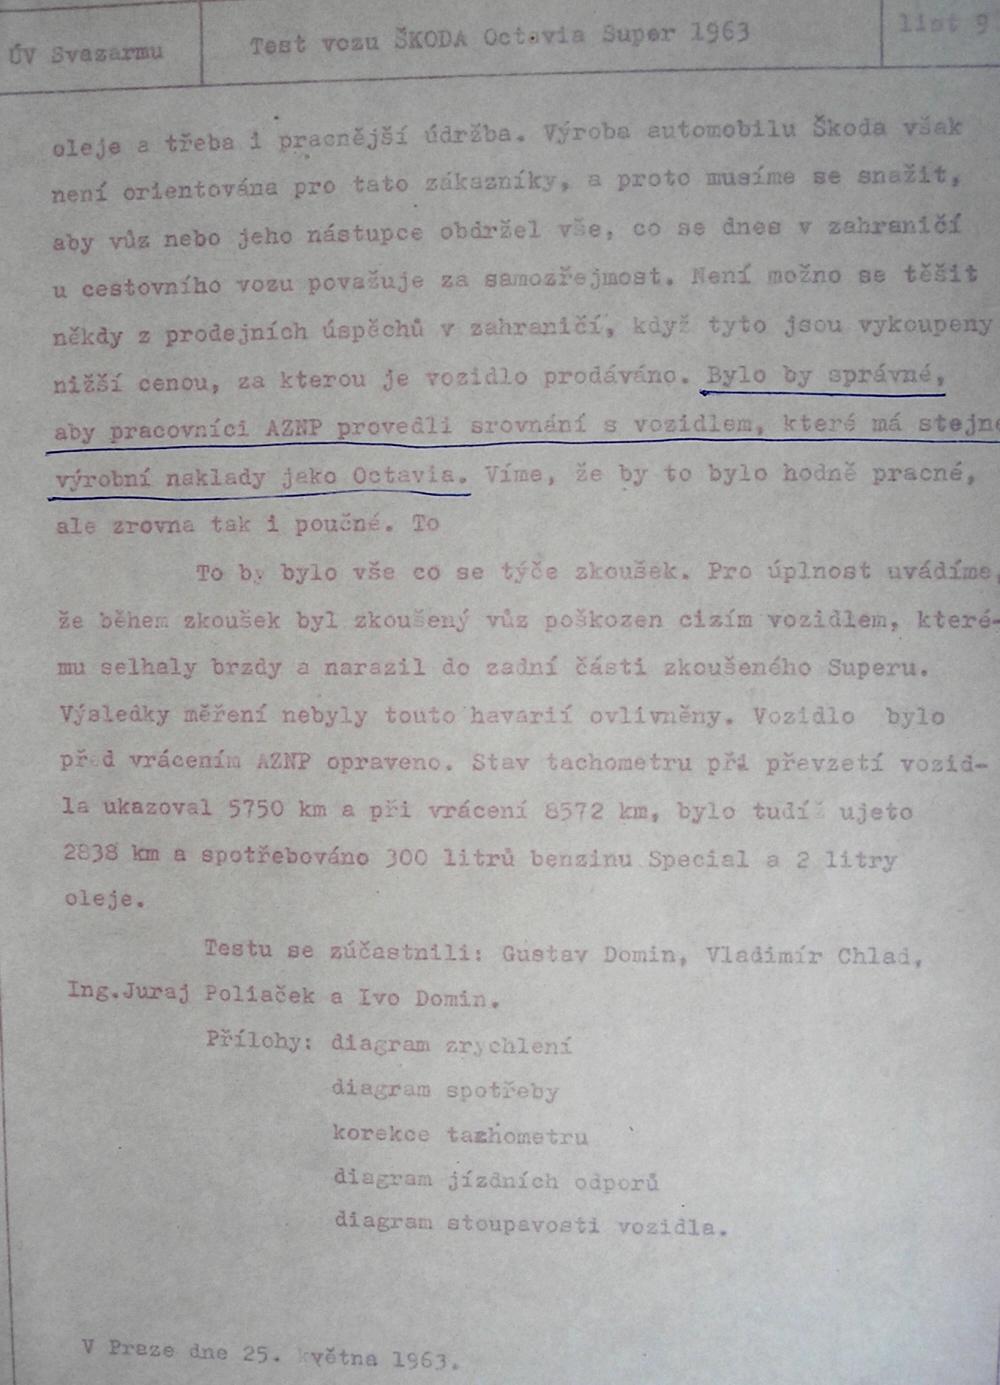 ÚV Svazarmu
Test vozu ŠKODA Octavia Super 1963
list 9
oleje a třeba i pracnější údržba. Výroba automobilu Škoda však
není orientována pro tato zákazníky, a proto musíme se snažit,
aby vůz nebo jeho nástupce obdržel vše, co se dnes v zahraničí
u cestovního vozu považuje za samozřejmost. Není možno se těšit
někdy z prodejních úspěchů v zahraničí, když tyto jsou vykoupeny
nižší cenou, za kterou je vozidlo prodáváno. Bylo by správné,
aby pracovníci AZNP provedli srovnání s vozidlem, které má stejn
výrobní naklady jako Octavia. Víme, že by to bylo hodně pracné,
ale zrovna tak i poučné. To
To by bylo vše co se týče zkoušek. Pro úplnost uvádíme,
že během zkoušek byl zkoušený vůz poškozen cizím vozidlem, které-
mu selhaly brzdy a narazil do zadní části zkoušeného Superu.
Výsledky měření nebyly touto havarií ovlivněny. Vozidlo bylo
před vrácením AZNP opraveno. Stav tachometru při převzetí vozid-
la ukazoval 5750 km a při vrácení 8572 km, bylo tudíž ujeto
2838 km a spotřebováno 300 litrů benzinu Special a 2 litry
oleje.
Testu se zúčastnili: Gustav Domin, Vladimír Chlad,
Ing.Juraj Poliaček a Ivo Domin.
Přílohy: diagram zrychlení
diagram spotřeby
korekce tachometru
diagram jízdních odporů
diagram stoupavosti vozidla.
V Praze dne 25. května 1963.